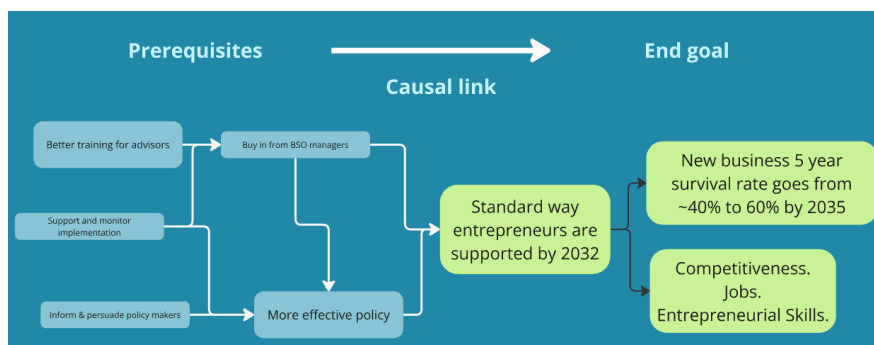 Prerequisites
End goal
Causal link
Better training for advisors
Buy in from BSO managers
Support and monitor
implementation
Inform & persuade policy makers
More effective policy
Standard way
entrepreneurs are
supported by 2032
New business 5 year
survival rate goes from
~40% to 60% by 2035
Competitiveness.
Jobs.
Entrepreneurial Skills.